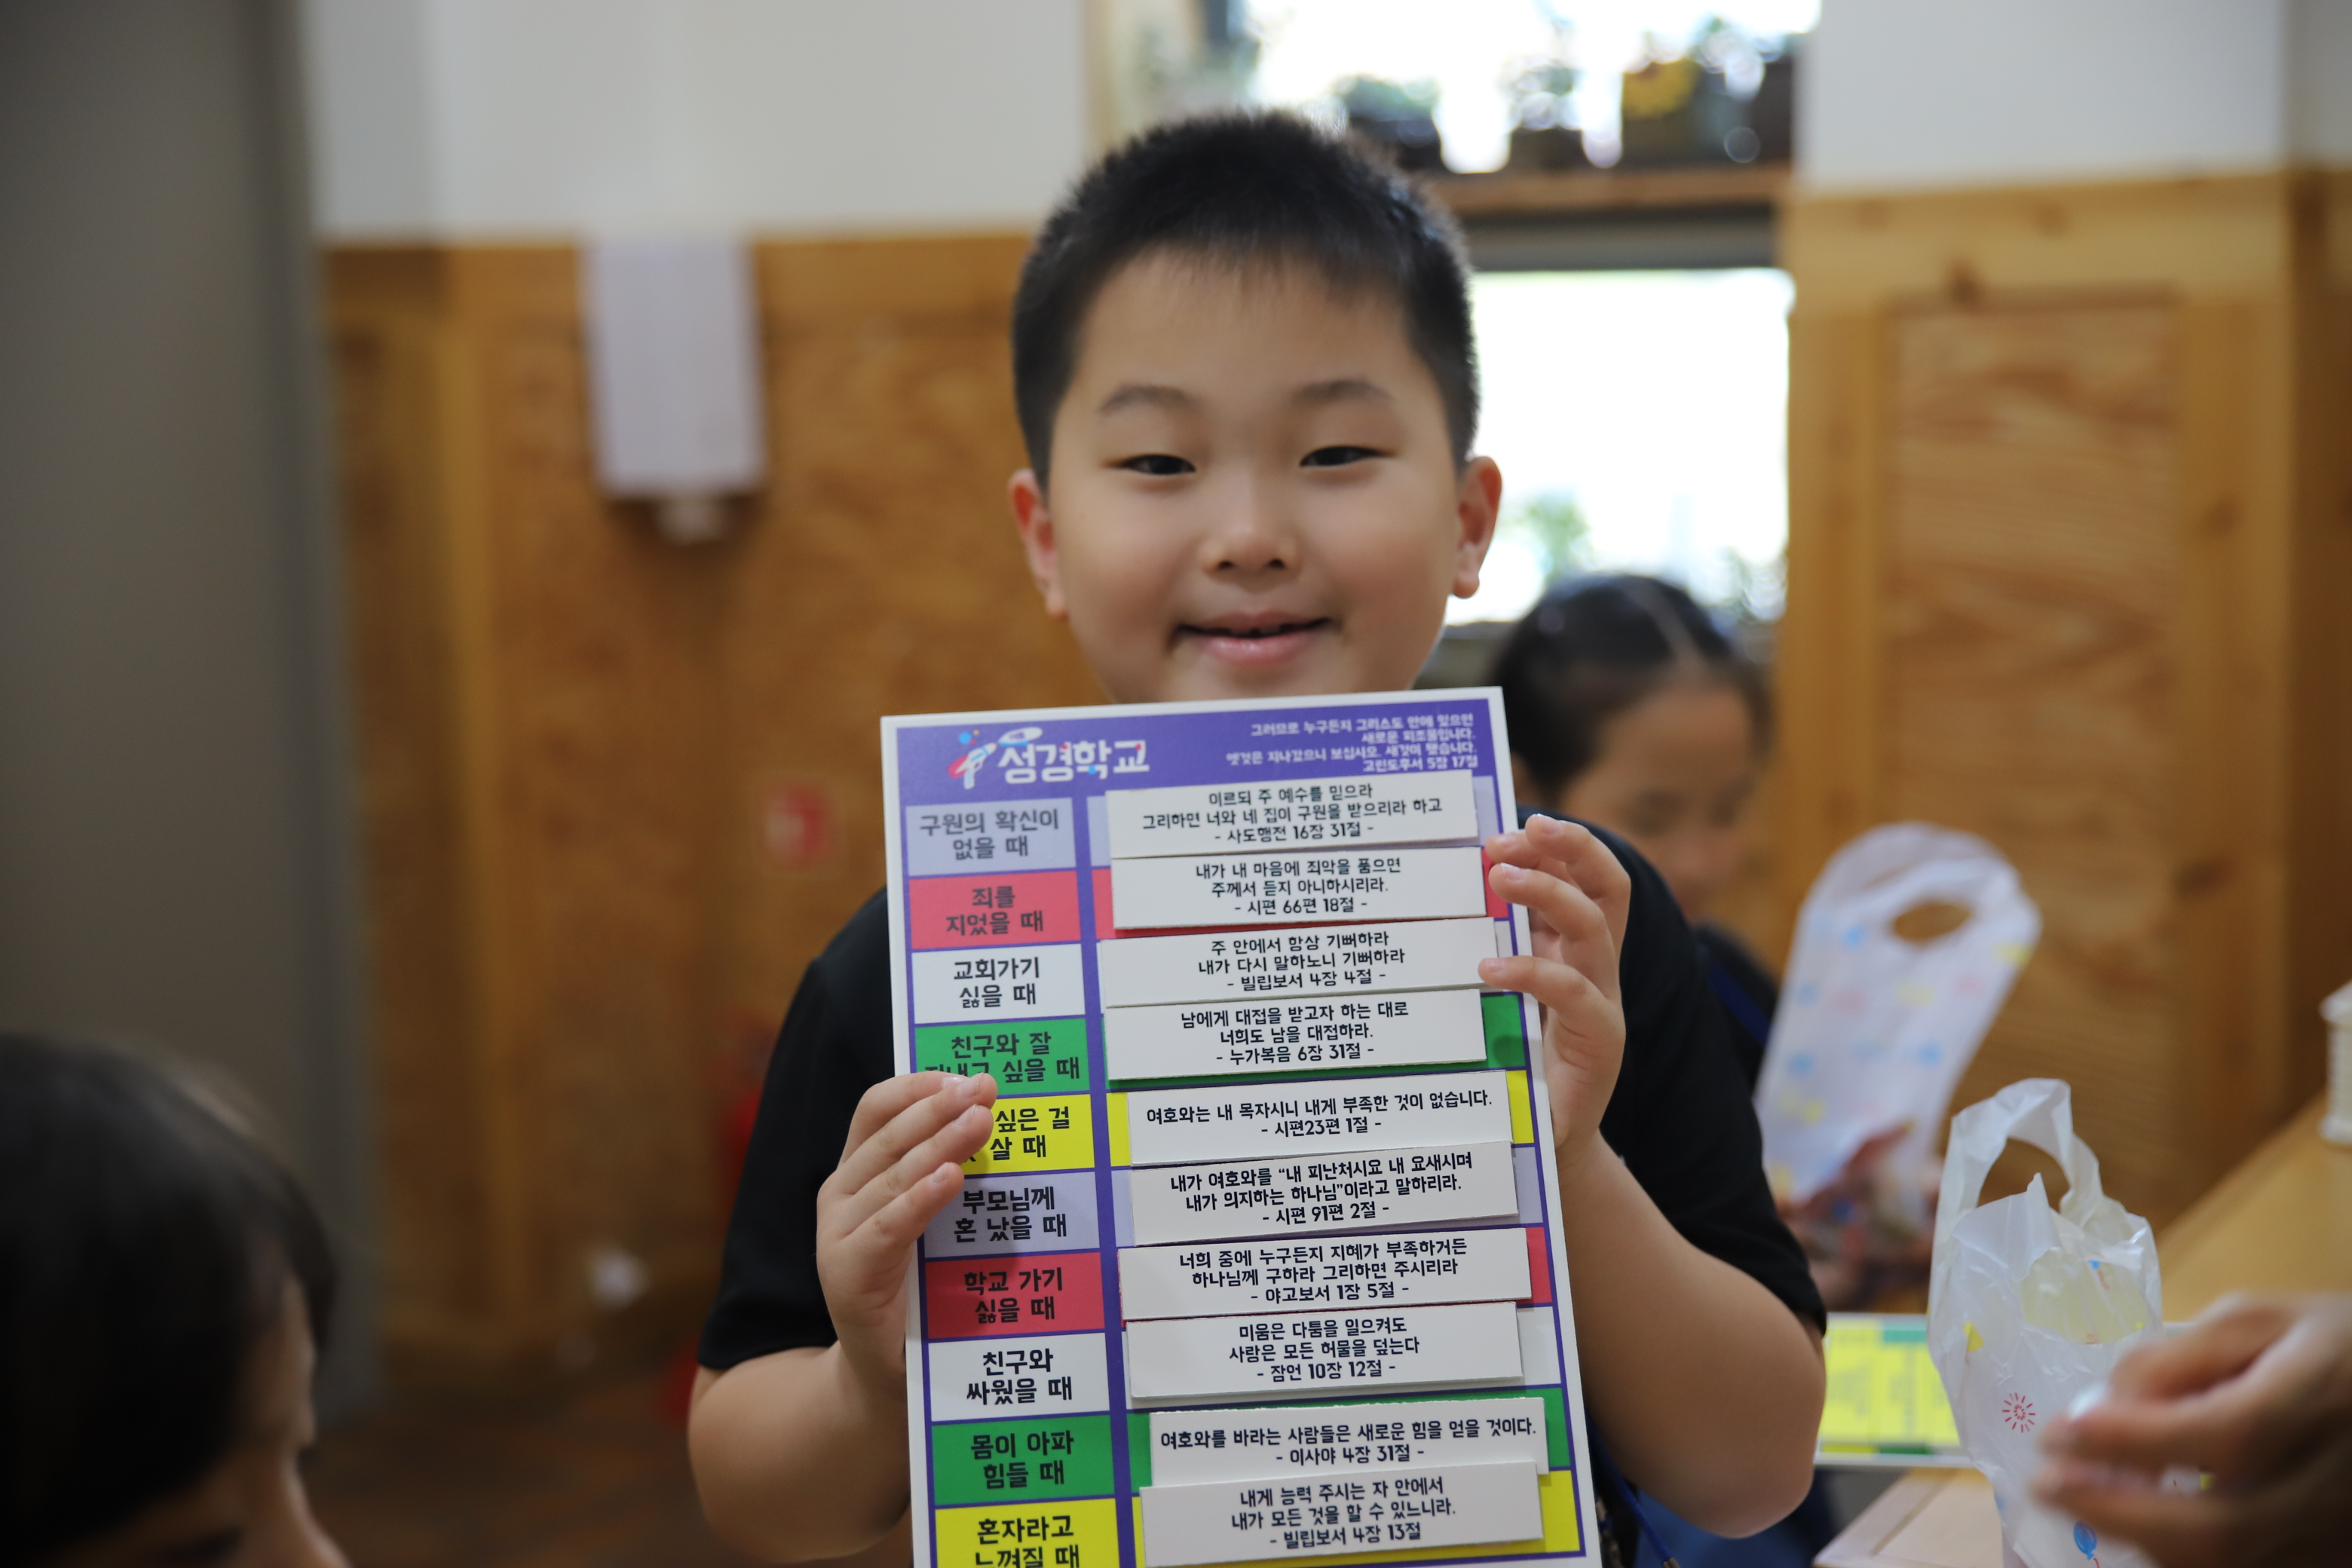 성경학교
그러므로 누구든지 그리스도 안에 있으면
새로운 피조물입니다.
옛것은 지나갔으니 보십시오. 새것이 됐습니다.
고린도후서 5장 17절
구원의 확신이
없을 때
이르되 주 예수를 믿으라
그리하면 너와 네 집이 구원을 받으리라 하고
- 사도행전 16장 31절 -
죄를
지었을 때
내가 내 마음에 죄악을 품으면
주께서 듣지 아니하시리라.
- 시편 66편 18절 -
교회가기
싫을 때
주 안에서 항상 기뻐하라
내가 다시 말하노니 기뻐하라
- 빌립보서 4장 4절 -
친구와 잘
싶을 때
남에게 대접을 받고자 하는 대로
너희도 남을 대접하라.
- 누가복음 6장 31절 -
싶은 걸
살 때
여호와는 내 목자시니 내게 부족한 것이 없습니다.
- 시편23편 1절 -
부모님께
혼 났을 때
내가 여호와를 “내 피난처시요 내 요새시며
내가 의지하는 하나님”이라고 말하리라.
- 시편 91편 2절 -
학교 가기
싫을 때
너희 중에 누구든지 지혜가 부족하거든
하나님께 구하라 그리하면 주시리라
- 야고보서 1장 5절 -
친구와
싸웠을 때
미움은 다툼을 일으켜도
사랑은 모든 허물을 덮는다
- 잠언 10장 12절 -
몸이 아파
힘들 때
여호와를 바라는 사람들은 새로운 힘을 얻을 것이다.
- 이사야 4장 31절 -
혼자라고
느껴질 때
내게 능력 주시는 자 안에서
내가 모든 것을 할 수 있느니라.
- 빌립보서 4장 13절